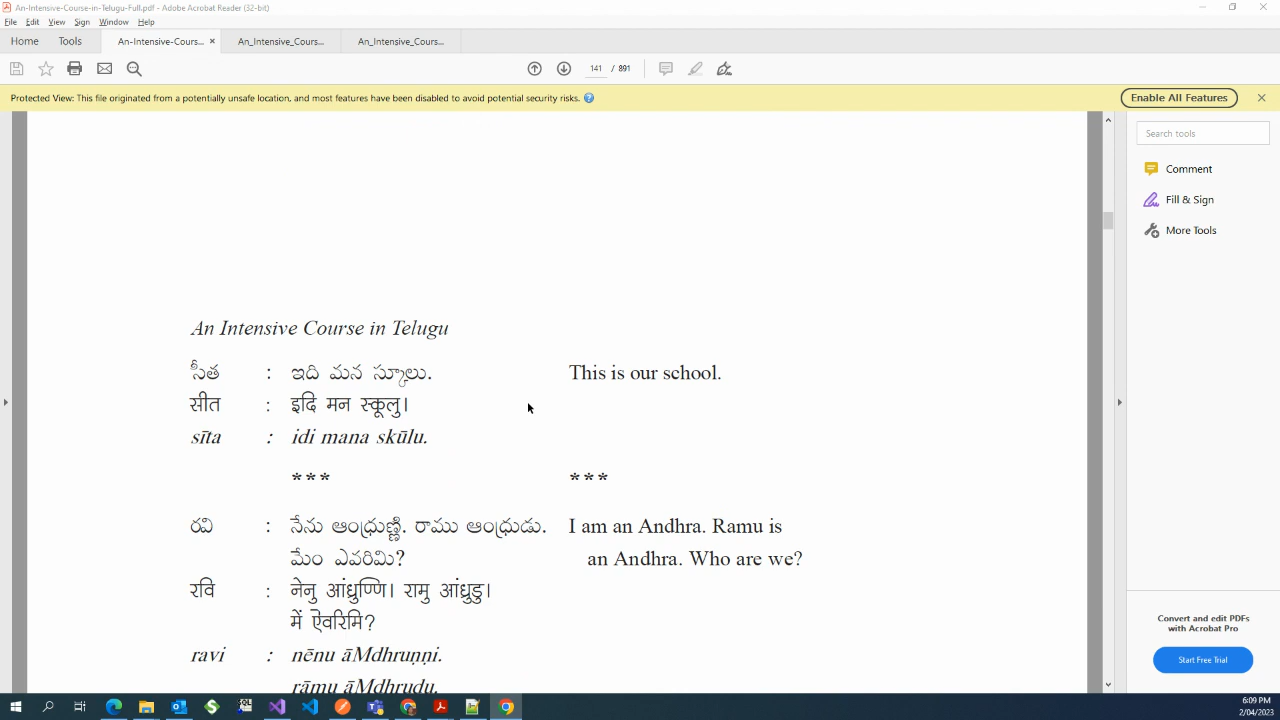 An-Intensive-Course-in-Telugu-Full.pdf - Adobe Acrobat Reader (32-bit)
File Edit View Sign Window Help
Home Tools An-Intensive-Cours... × An_Intensive_Cours... An_Intensive_Cours...
141 / 891
Protected View: This file originated from a potentially unsafe location, and most features have been disabled to avoid potential security risks. ? Enable All Features
Search tools
Comment
Fill & Sign
More Tools
An Intensive Course in Telugu
సీత : ఇది మన స్కూలు. This is our school.
सीत : इदि मन स्कूलु।
sīta : idi mana skūlu.
*** ***
రవి : నేను ఆంధ్రుణ్ణి. రాము ఆంధ్రుడు. I am an Andhra. Ramu is
మేం ఎవరిమి? an Andhra. Who are we?
रवि : नेनु आंध्रुण्णि। रामु आंध्रुडु।
में ऎवरिमि?
ravi : nēnu āMdhruṇṇi.
rāmu āMdhruḍu.
Convert and edit PDFs
with Acrobat Pro
Start Free Trial
6:09 PM
2/04/2023